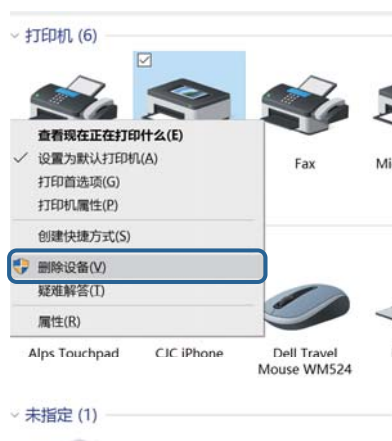 打印机 (6)
查看现在正在打印什么(E)
设置为默认打印机(A)
打印首选项(G)
打印机属性(P)
Fax
创建快捷方式(S)
删除设备(V)
疑难解答(T)
属性(R)
Alps Touchpad
CJC iPhone
Dell Travel
Mouse WM524
未指定 (1)